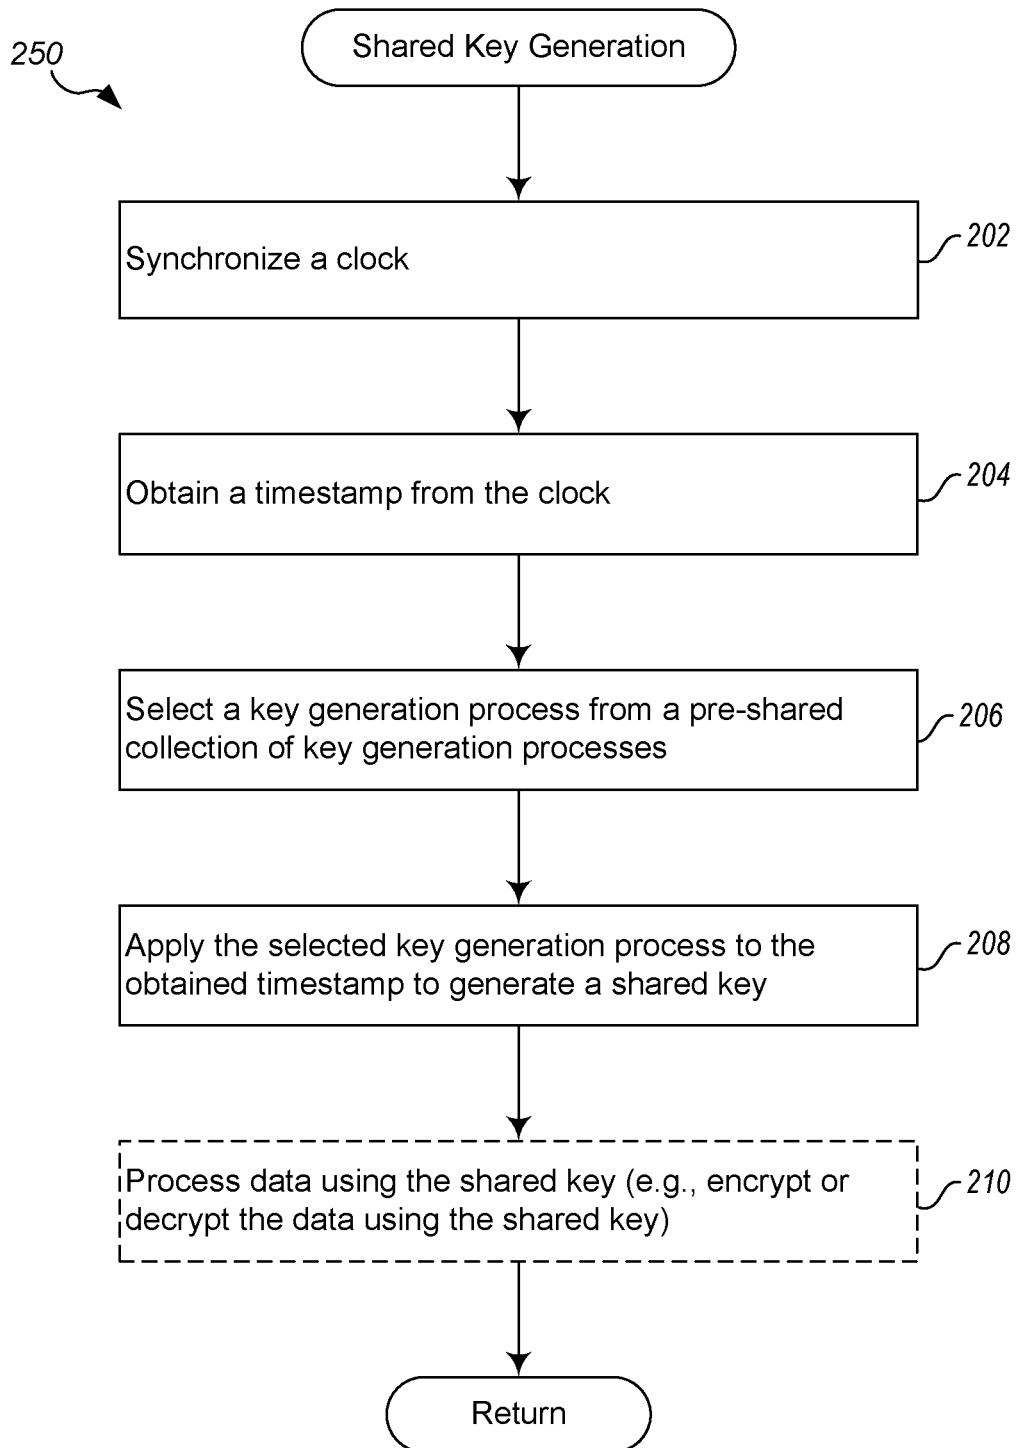 Shared Key Generation
250
Synchronize a clock
202
Obtain a timestamp from the clock
204
Select a key generation process from a pre-shared
collection of key generation processes
206
Apply the selected key generation process to the
obtained timestamp to generate a shared key
208
Process data using the shared key (e.g., encrypt or
decrypt the data using the shared key)
210
Return